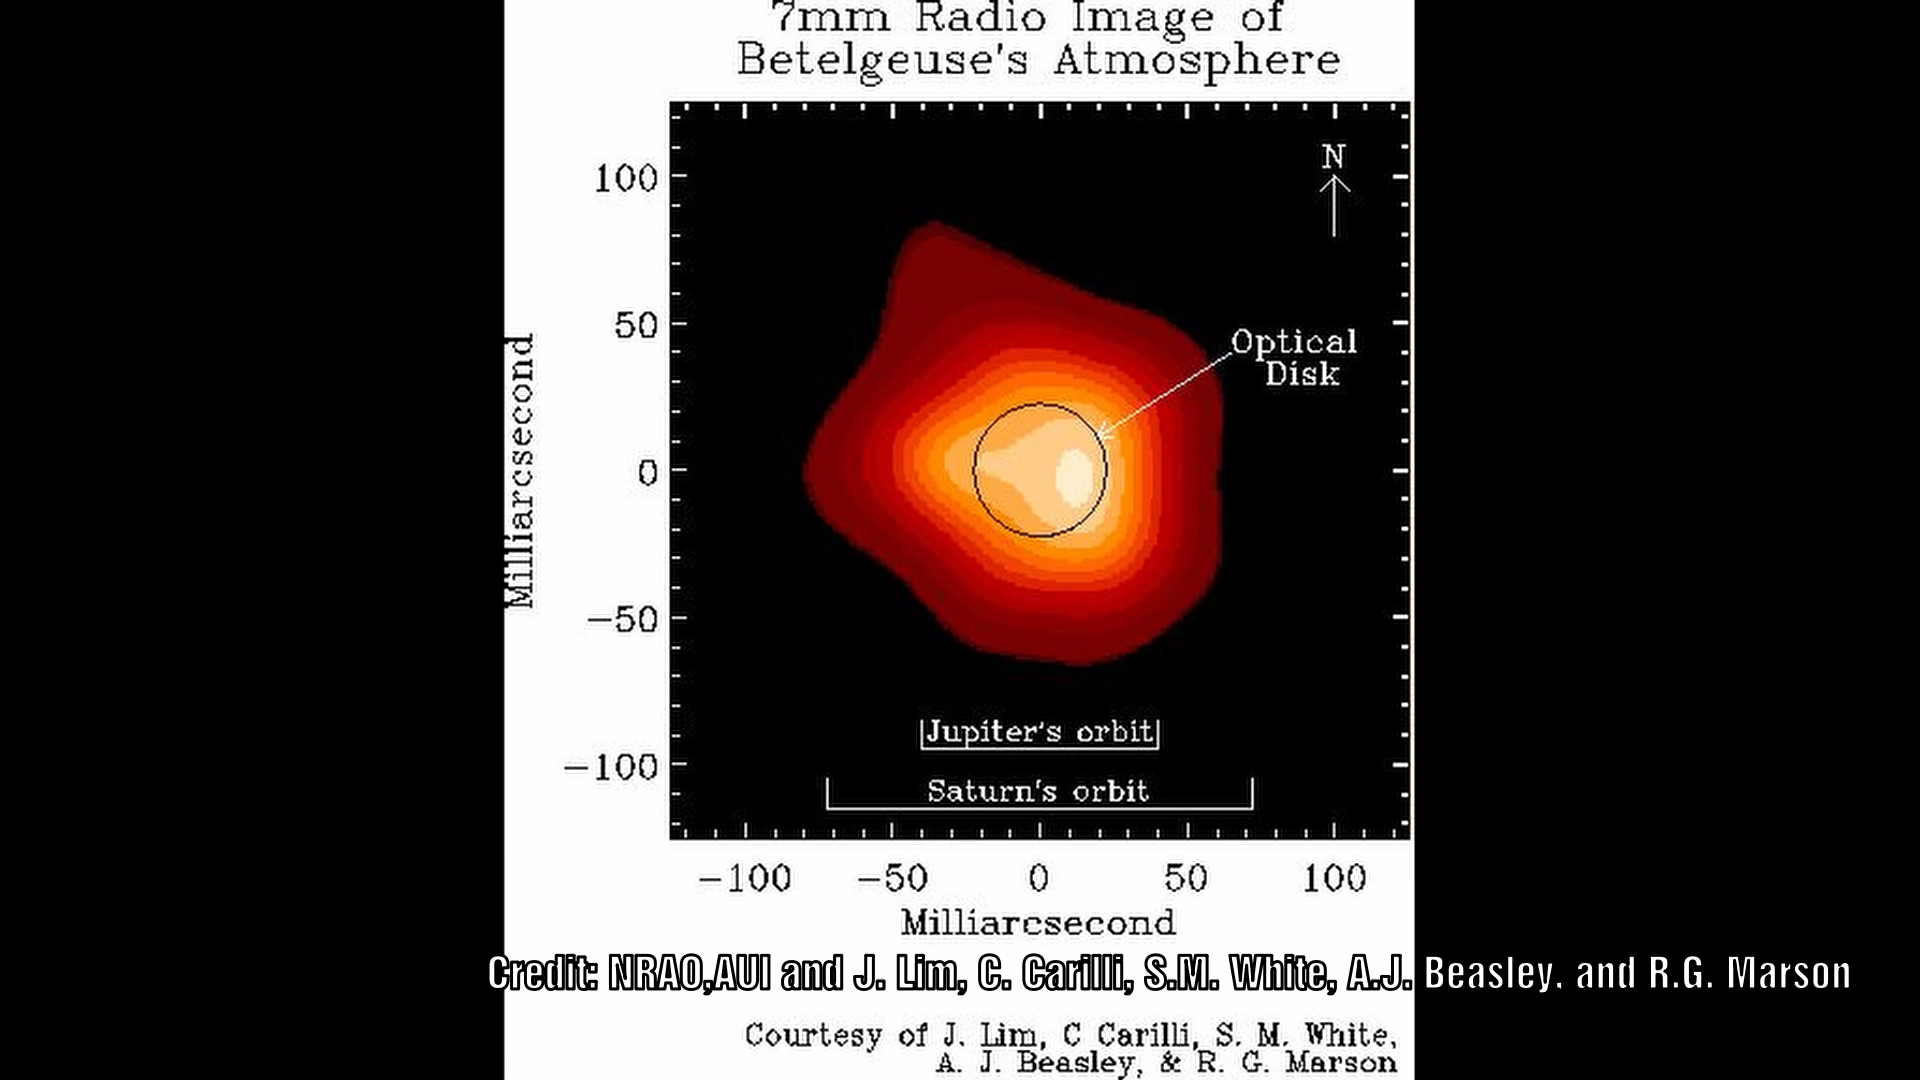 7mm Radio Image of
Betelgeuse's Atmosphere
N
100
Optical
Disk
50
Milliarcsecond
0
−50
Jupiter's orbit
−100
Saturn's orbit
−100 −50 0 50 100
Milliarcsecond
Credit: NRAO,AUI and J. Lim, C. Carilli, S.M. White, A.J. Beasley, and R.G. Marson
Courtesy of J. Lim, C Carilli, S. M. White,
A. J. Beasley, & R. G. Marson